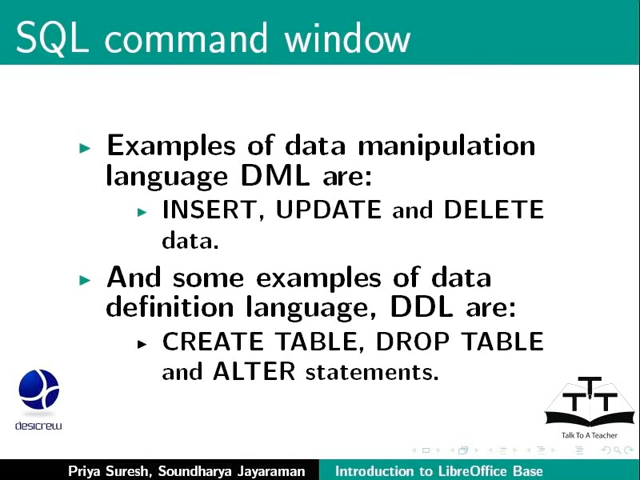 SQL command window
Examples of data manipulation
language DML are:
INSERT, UPDATE and DELETE
data.
And some examples of data
definition language, DDL are:
CREATE TABLE, DROP TABLE
and ALTER statements.
desicrew
TTT
Talk To A Teacher
Priya Suresh, Soundharya Jayaraman
Introduction to LibreOffice Base